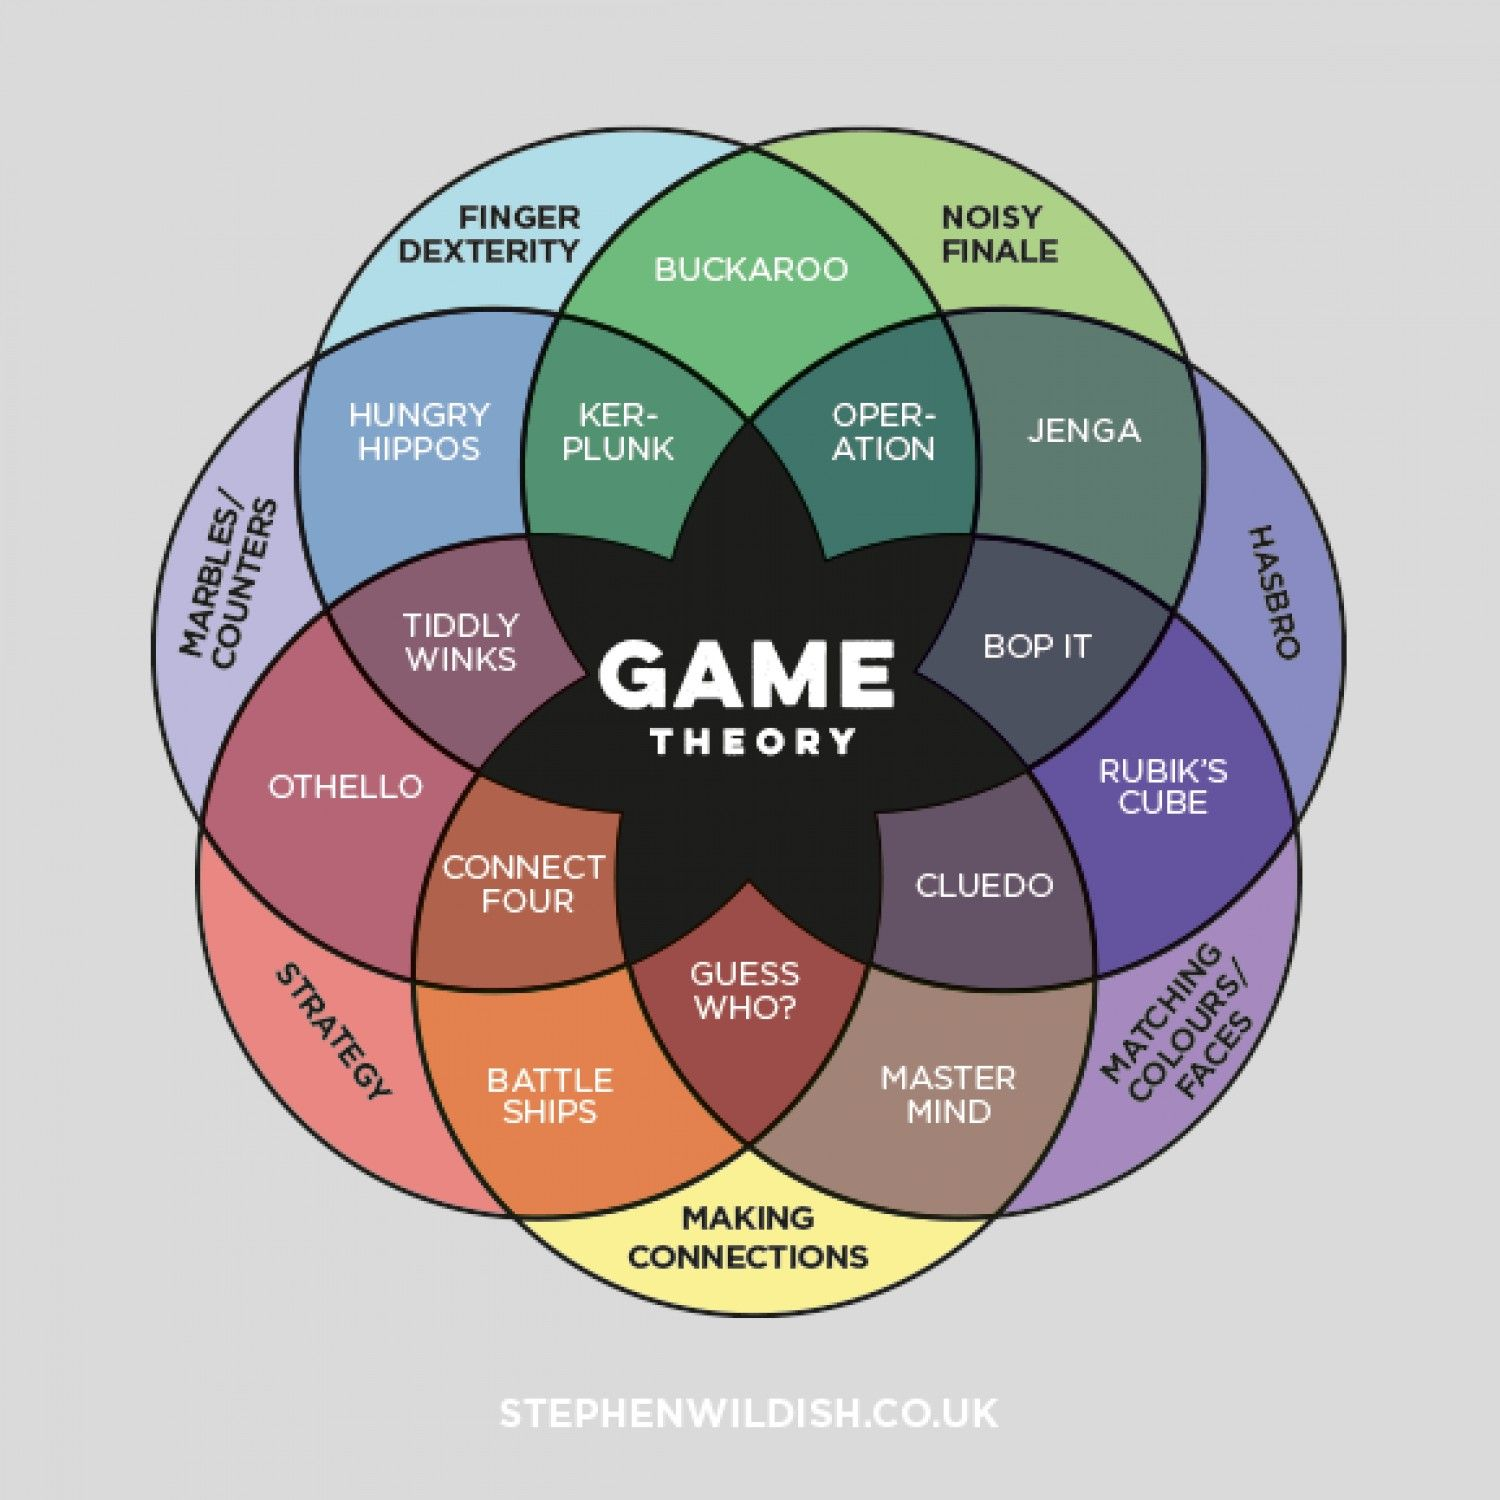 FINGER
DEXTERITY
NOISY
FINALE
BUCKAROO
HUNGRY
HIPPOS
KER-
PLUNK
OPER-
ATION
JENGA
MARBLES/
COUNTERS
HASBRO
TIDDLY
WINKS
BOP IT
GAME
THEORY
OTHELLO
RUBIK'S
CUBE
CONNECT
FOUR
CLUEDO
GUESS
WHO?
STRATEGY
MATCHING
COLOURS/
FACES
BATTLE
SHIPS
MASTER
MIND
MAKING
CONNECTIONS
STEPHENWILDISH.CO.UK